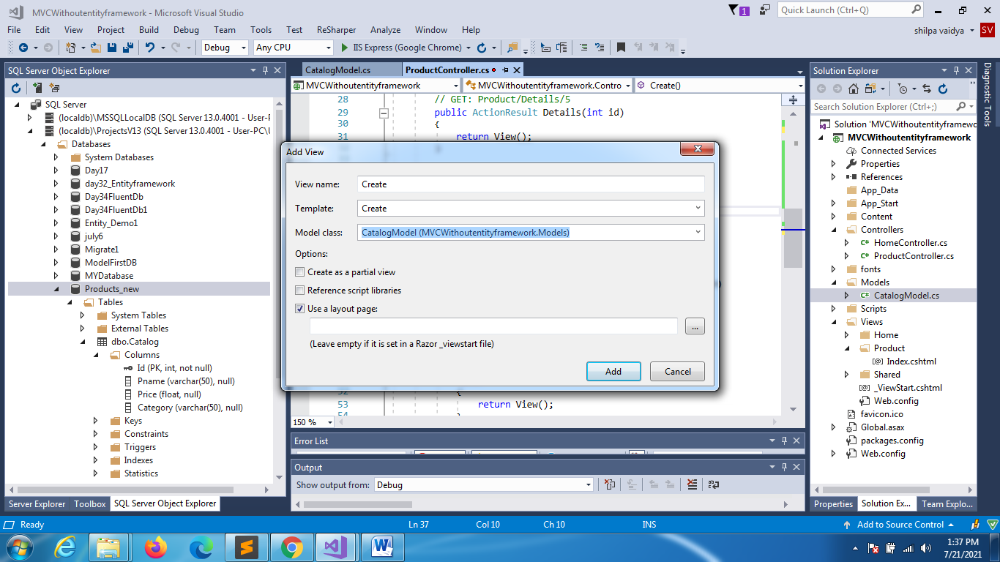 MVCWithoutentityframework - Microsoft Visual Studio
1
Quick Launch (Ctrl+Q)
File Edit View Project Build Debug Team Tools Test ReSharper Analyze Window Help
shilpa vaidya SV
Debug Any CPU IIS Express (Google Chrome)
SQL Server Object Explorer
SQL Server
(localdb)\MSSQLLocalDB (SQL Server 13.0.4001 - User-P
(localdb)\ProjectsV13 (SQL Server 13.0.4001 - User-PC\U
Databases
System Databases
Day17
day32_Entityframework
Day34FluentDb
Day34FluentDb1
Entity_Demo1
july6
Migrate1
ModelFirstDB
MYDatabase
Products_new
Tables
System Tables
External Tables
dbo.Catalog
Columns
Id (PK, int, not null)
Pname (varchar(50), null)
Price (float, null)
Category (varchar(50), null)
Keys
Constraints
Triggers
Indexes
Statistics
Server Explorer Toolbox SQL Server Object Explorer
CatalogModel.cs ProductController.cs
MVCWithoutentityframework MVCWithoutentityframework.Contro Create()
28 // GET: Product/Details/5
29 public ActionResult Details(int id)
30 {
31 return View();
Add View
View name: Create
Template: Create
Model class: CatalogModel (MVCWithoutentityframework.Models)
Options:
Create as a partial view
Reference script libraries
Use a layout page:
...
(Leave empty if it is set in a Razor _viewstart file)
Add Cancel
52 {
53 return View();
54 }
150 %
Error List
Output
Show output from: Debug
Solution Explorer
Search Solution Explorer (Ctrl+;)
Solution 'MVCWithoutentityframework
MVCWithoutentityframework
Connected Services
Properties
References
App_Data
App_Start
Content
Controllers
HomeController.cs
ProductController.cs
fonts
Models
CatalogModel.cs
Scripts
Views
Home
Product
Index.cshtml
Shared
_ViewStart.cshtml
Web.config
favicon.ico
Global.asax
packages.config
Web.config
Properties Solution Ex... Team Explo...
Diagnostic Tools
Ready Ln 37 Col 10 Ch 10 INS Add to Source Control
1:37 PM
7/21/2021